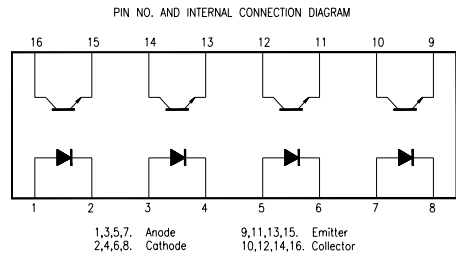 PIN NO. AND INTERNAL CONNECTION DIAGRAM
16 15 14 13 12 11 10 9
1 2 3 4 5 6 7 8
1,3,5,7. Anode 9,11,13,15. Emitter
2,4,6,8. Cathode 10,12,14,16. Collector